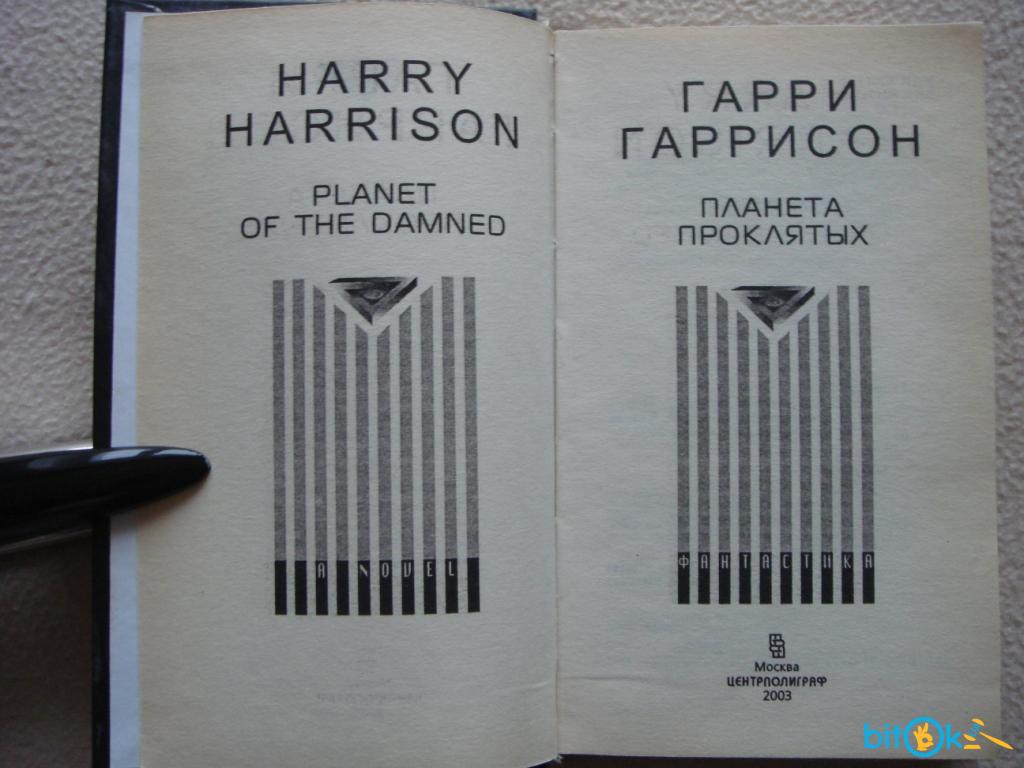 HARRY
HARRISON
PLANET
OF THE DAMNED
A NOVEL
ГАРРИ
ГАРРИСОН
ПЛАНЕТА
ПРОКЛЯТЫХ
ФАНТАСТИКА
Москва
ЦЕНТРПОЛИГРАФ
2003
bitOk